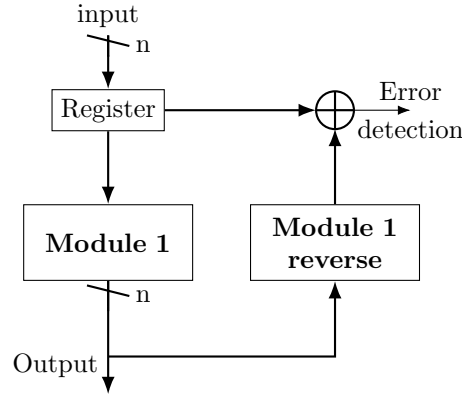 input
n
Register
Error
detection
Module 1
Module 1
reverse
n
Output